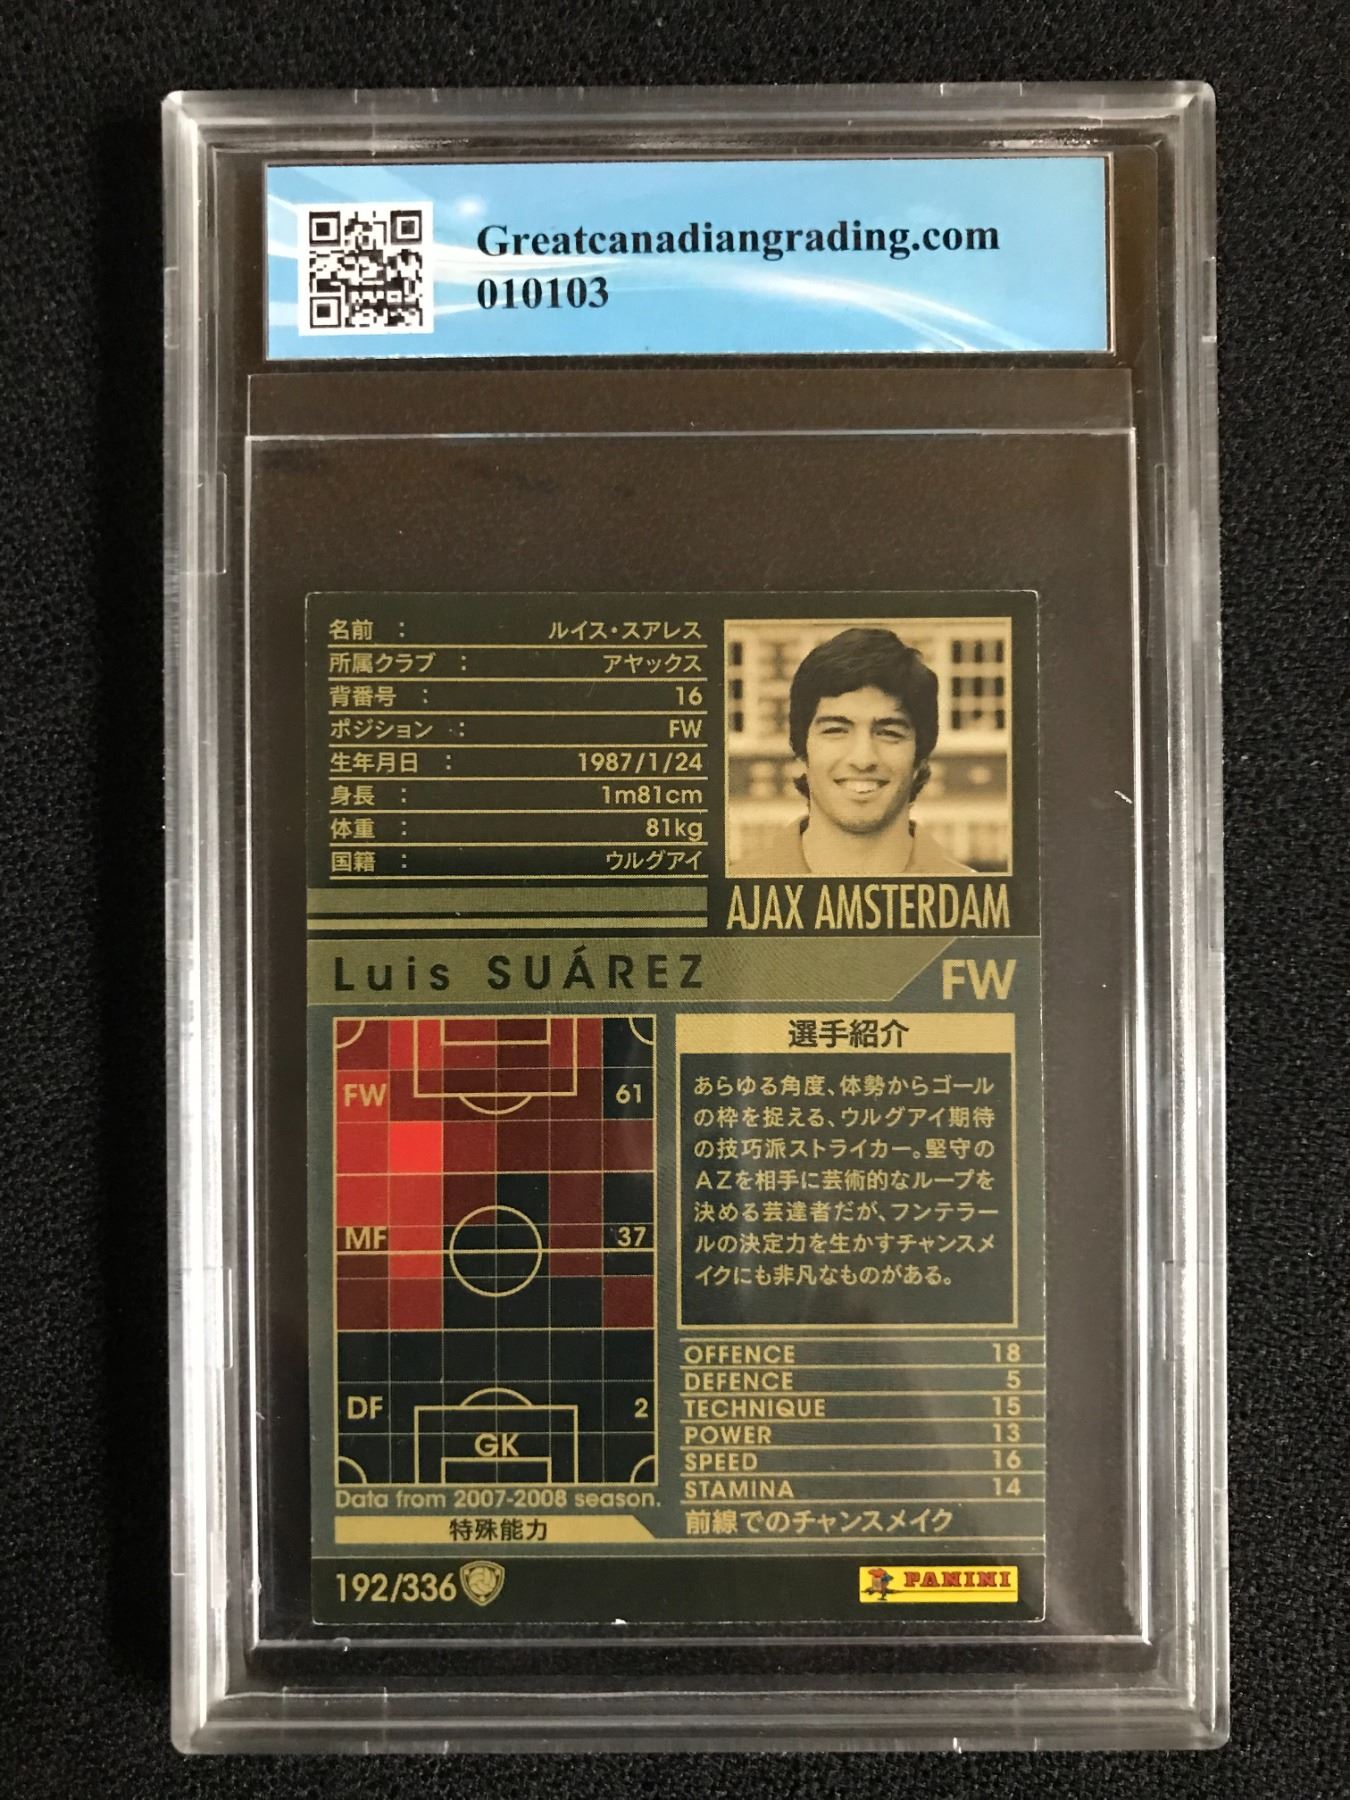 Greatcanadiangrading.com
010103
名前 : ルイス・スアレス
所属クラブ : アヤックス
背番号 : 16
ポジション : FW
生年月日 : 1987/1/24
身長 : 1m81cm
体重 : 81kg
国籍 : ウルグアイ
AJAX AMSTERDAM
Luis SUÁREZ FW
FW 61
MF 37
DF 2
GK
Data from 2007-2008 season.
選手紹介
あらゆる角度、体勢からゴール
の枠を捉える、ウルグアイ期待
の技巧派ストライカー。堅守の
AZを相手に芸術的なループを
決める芸達者だが、フンテラー
ルの決定力を生かすチャンスメ
イクにも非凡なものがある。
OFFENCE 18
DEFENCE 5
TECHNIQUE 15
POWER 13
SPEED 16
STAMINA 14
特殊能力 前線でのチャンスメイク
192/336
PANINI